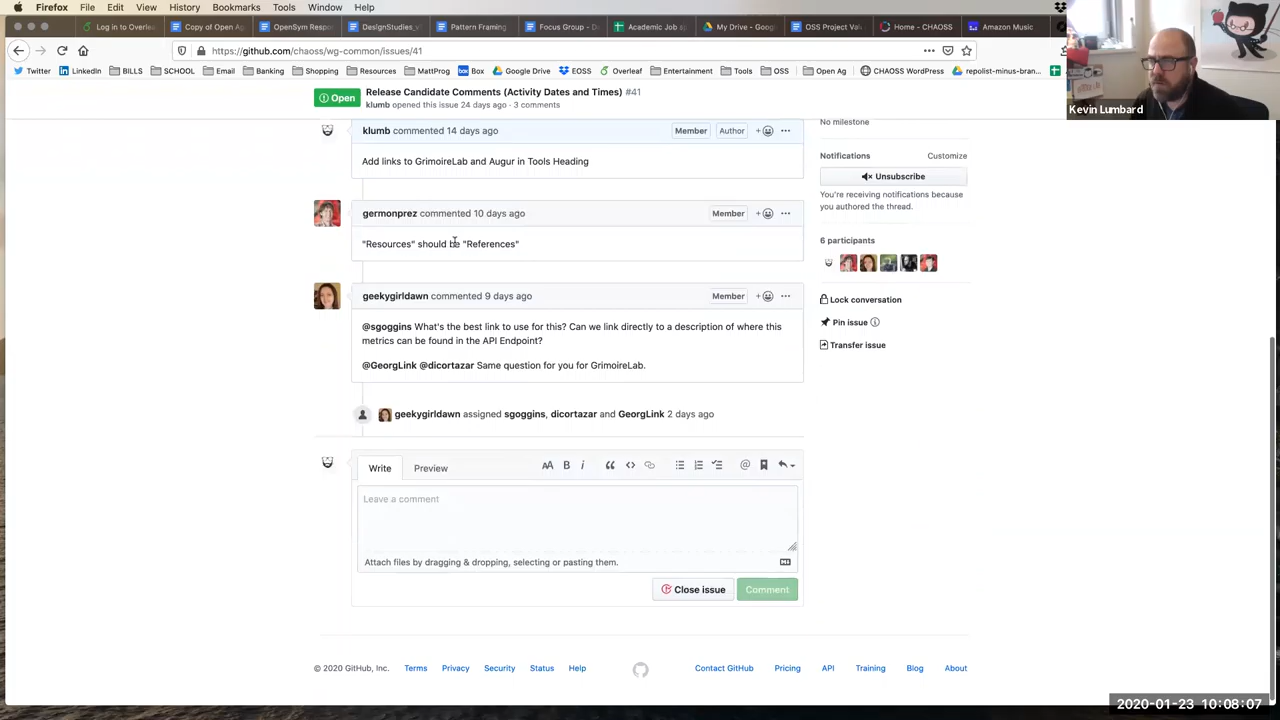 Firefox File Edit View History Bookmarks Tools Window Help
Log in to Overlea Copy of Open A OpenSym Respon DesignStudies_ Pattern Framing Focus Group - D Academic Job ap My Drive - Googl OSS Project Valu Home - CHAOSS Amazon Music
https://github.com/chaoss/wg-common/issues/41
Twitter LinkedIn BILLS SCHOOL Email Banking Shopping Resources MattProg Box Google Drive EOSS Overleaf Entertainment Tools OSS Open Ag CHAOSS WordPress repolist-minus-bran...
Kevin Lumbard
Open
Release Candidate Comments (Activity Dates and Times) #41
klumb opened this issue 24 days ago · 3 comments
klumb commented 14 days ago Member Author
Add links to GrimoireLab and Augur in Tools Heading
germonprez commented 10 days ago Member
"Resources" should be "References"
geekygirldawn commented 9 days ago Member
@sgoggins What's the best link to use for this? Can we link directly to a description of where this
metrics can be found in the API Endpoint?
@GeorgLink @dicortazar Same question for you for GrimoireLab.
geekygirldawn assigned sgoggins, dicortazar and GeorgLink 2 days ago
Write Preview
AA B i
Leave a comment
Attach files by dragging & dropping, selecting or pasting them.
Close issue Comment
No milestone
Notifications Customize
Unsubscribe
You're receiving notifications because
you authored the thread.
6 participants
Lock conversation
Pin issue
Transfer issue
© 2020 GitHub, Inc. Terms Privacy Security Status Help Contact GitHub Pricing API Training Blog About
2020-01-23 10:08:07